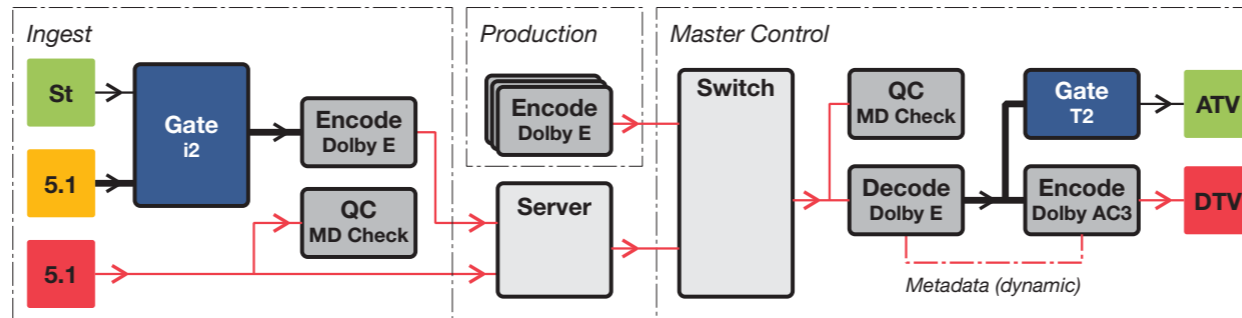 Ingest
St
5.1
5.1
Gate
i2
Encode
Dolby E
QC
MD Check
Production
Encode
Dolby E
Server
Master Control
Switch
QC
MD Check
Gate
T2
ATV
Decode
Dolby E
Encode
Dolby AC3
DTV
Metadata (dynamic)